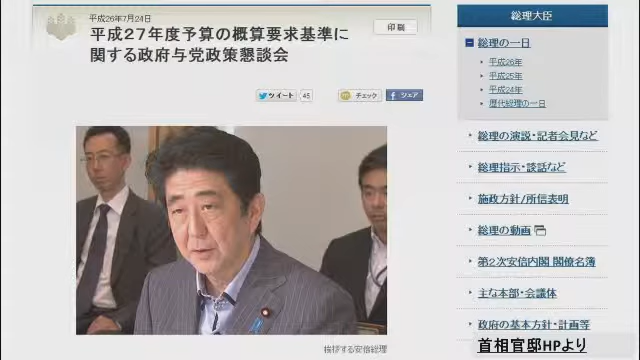 平成26年7月24日
平成27年度予算の概算要求基準に
関する政府与党政策懇談会
印刷
ツイート 45
チェック
シェア
挨拶する安倍総理
総理大臣
総理の一日
平成26年
平成25年
平成24年
歴代総理の一日
総理の演説・記者会見など
総理指示・談話など
施政方針/所信表明
総理の動画
第2次安倍内閣 閣僚名簿
主な本部・会議体
政府の基本方針・計画等
首相官邸HPより